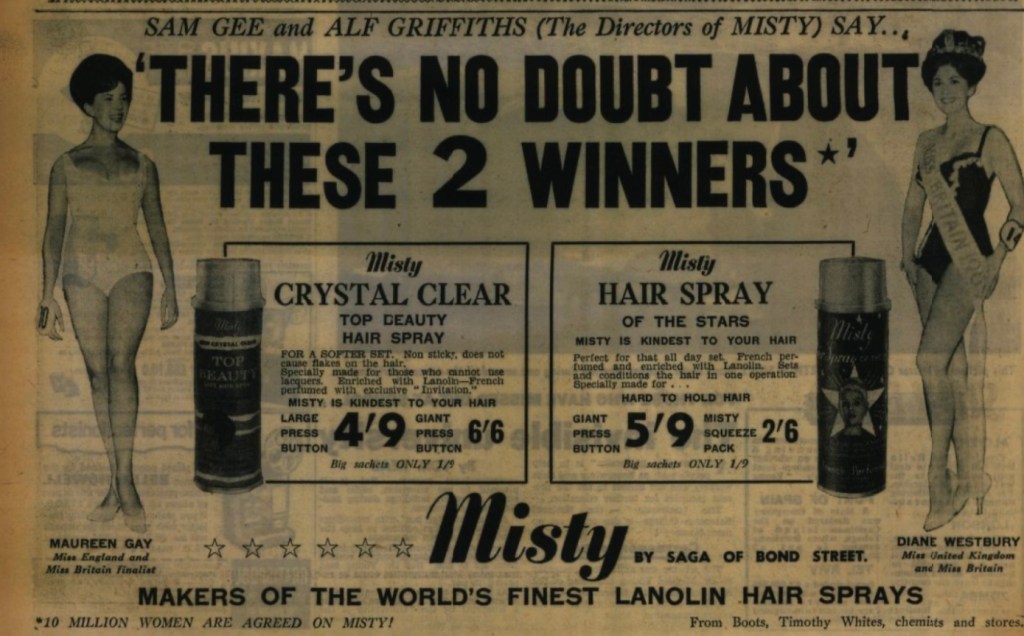 SAM GEE and ALF GRIFFITHS (The Directors of MISTY) SAY...
'THERE'S NO DOUBT ABOUT
THESE 2 WINNERS*'
Misty
CRYSTAL CLEAR
TOP BEAUTY
HAIR SPRAY
FOR A SOFTER SET. Non sticky, does not
cause flakes on the hair.
Specially made for those who cannot use
lacquers. Enriched with Lanolin—French
perfumed with exclusive "Invitation."
MISTY IS KINDEST TO YOUR HAIR
LARGE PRESS BUTTON 4'9 GIANT PRESS BUTTON 6'6
Big sachets ONLY 1/9
Misty
HAIR SPRAY
OF THE STARS
MISTY IS KINDEST TO YOUR HAIR
Perfect for that all day set. French per-
fumed and enriched with Lanolin. Sets
and conditions the hair in one operation
Specially made for . . .
HARD TO HOLD HAIR
GIANT PRESS BUTTON 5'9 MISTY SQUEEZE PACK 2'6
Big sachets ONLY 1/9
Misty
CRYSTAL
TOP
BEAUTY
Misty
MISS BRITAIN
MAUREEN GAY
Miss England and
Miss Britain finalist
Misty BY SAGA OF BOND STREET.
DIANE WESTBURY
Miss United Kingdom
and Miss Britain
MAKERS OF THE WORLD'S FINEST LANOLIN HAIR SPRAYS
*10 MILLION WOMEN ARE AGREED ON MISTY!
From Boots, Timothy Whites, chemists and stores.